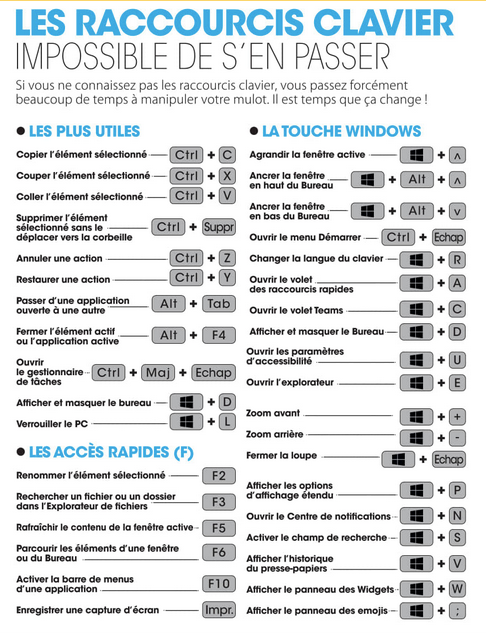 LES RACCOURCIS CLAVIER
IMPOSSIBLE DE S'EN PASSER
Si vous ne connaissez pas les raccourcis clavier, vous passez forcément
beaucoup de temps à manipuler votre mulot. Il est temps que ça change !
● LES PLUS UTILES
Copier l'élément sélectionné Ctrl + C
Couper l'élément sélectionné Ctrl + X
Coller l'élément sélectionné Ctrl + V
Supprimer l'élément
sélectionné sans le
déplacer vers la corbeille Ctrl + Suppr
Annuler une action Ctrl + Z
Restaurer une action Ctrl + Y
Passer d'une application
ouverte à une autre Alt + Tab
Fermer l'élément actif
ou l'application active Alt + F4
Ouvrir
le gestionnaire
de tâches Ctrl + Maj + Echap
Afficher et masquer le bureau + D
Verrouiller le PC + L
● LES ACCÈS RAPIDES (F)
Renommer l'élément sélectionné F2
Rechercher un fichier ou un dossier
dans l'Explorateur de fichiers F3
Rafraîchir le contenu de la fenêtre active F5
Parcourir les éléments d'une fenêtre
ou du Bureau F6
Activer la barre de menus
d'une application F10
Enregistrer une capture d'écran Impr.
● LA TOUCHE WINDOWS
Agrandir la fenêtre active + ʌ
Ancrer la fenêtre
en haut du Bureau + Alt + ʌ
Ancrer la fenêtre
en bas du Bureau + Alt + v
Ouvrir le menu Démarrer Ctrl + Echap
Changer la langue du clavier + R
Ouvrir le volet
des raccourcis rapides + A
Ouvrir le volet Teams + C
Afficher et masquer le Bureau + D
Ouvrir les paramètres
d'accessibilité + U
Ouvrir l'explorateur + E
Zoom avant + +
Zoom arrière + -
Fermer la loupe + Echap
Afficher les options
d'affichage étendu + P
Ouvrir le Centre de notifications + N
Activer le champ de recherche + S
Afficher l'historique
du presse-papiers + V
Afficher le panneau des Widgets + W
Afficher le panneau des emojis + ;